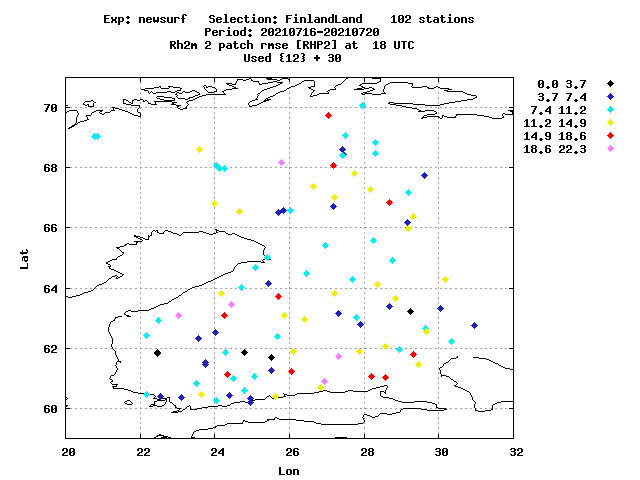 Exp: newsurf   Selection: FinlandLand    102 stations
Period: 20210716-20210720
Rh2m 2 patch rmse [RHP2] at  18 UTC
Used {12} + 30
0.0 3.7
3.7 7.4
7.4 11.2
11.2 14.9
14.9 18.6
18.6 22.3
70
68
66
64
62
60
Lat
20 22 24 26 28 30 32
Lon